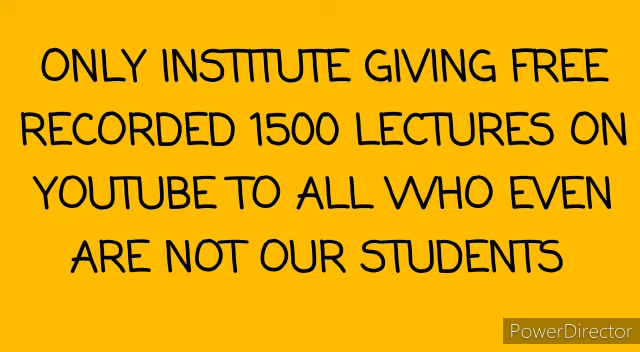 ONLY INSTITUTE GIVING FREE
RECORDED 1500 LECTURES ON
YOUTUBE TO ALL WHO EVEN
ARE NOT OUR STUDENTS
PowerDirector